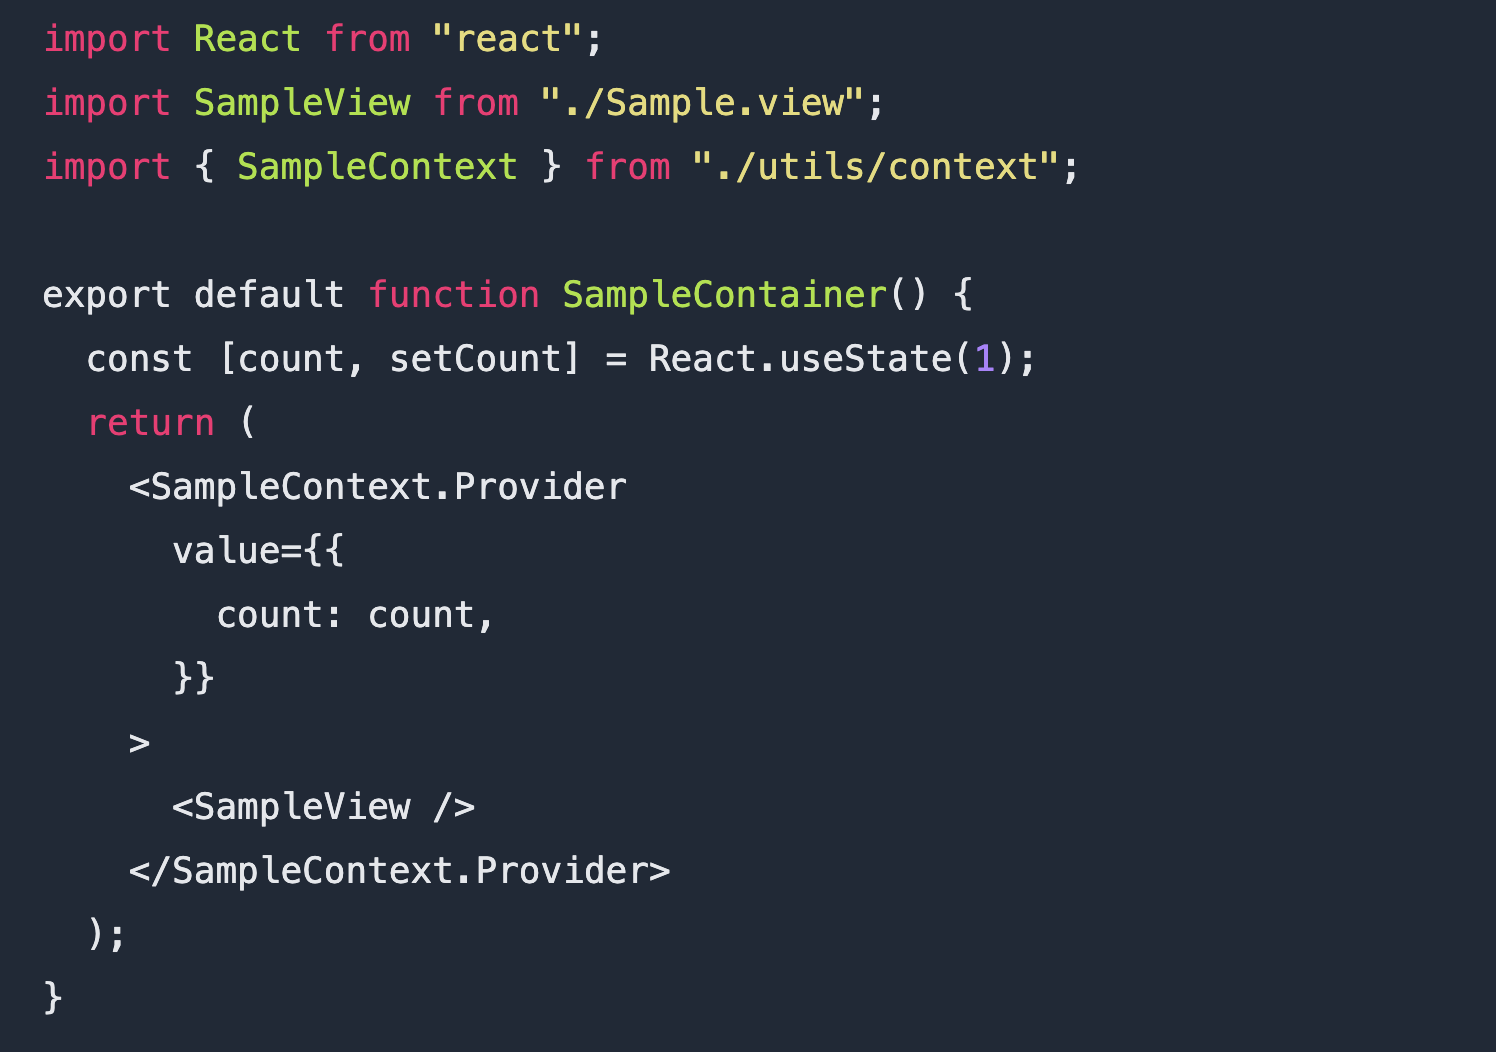 import React from "react";
import SampleView from "./Sample.view";
import { SampleContext } from "./utils/context";

export default function SampleContainer() {
  const [count, setCount] = React.useState(1);
  return (
    <SampleContext.Provider
      value={{
        count: count,
      }}
    >
      <SampleView />
    </SampleContext.Provider>
  );
}